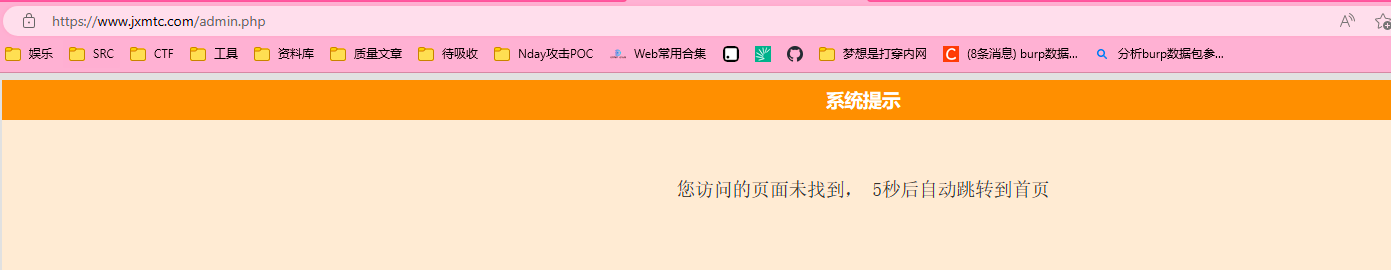 https://www.jxmtc.com/admin.php
娱乐 SRC CTF 工具 资料库 质量文章 待吸收 Nday攻击POC Web常用合集 梦想是打穿内网 (8条消息) burp数据... 分析burp数据包参...
系统提示
您访问的页面未找到， 5秒后自动跳转到首页